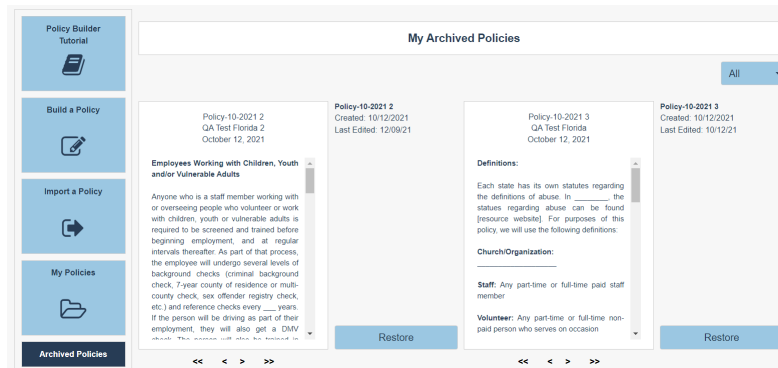 Policy Builder
Tutorial
Build a Policy
Import a Policy
My Policies
Archived Policies
My Archived Policies
All
Policy-10-2021 2
QA Test Florida 2
October 12, 2021
Employees Working with Children, Youth
and/or Vulnerable Adults
Anyone who is a staff member working with
or overseeing people who volunteer or work
with children, youth or vulnerable adults is
required to be screened and trained before
beginning employment, and at regular
intervals thereafter. As part of that process,
the employee will undergo several levels of
background checks (criminal background
check, 7-year county of residence or multi-
county check, sex offender registry check,
etc.) and reference checks every ___ years.
If the person will be driving as part of their
employment, they will also get a DMV
check. The person will also be trained in
<< < > >>
Policy-10-2021 2
Created: 10/12/2021
Last Edited: 12/09/21
Restore
Policy-10-2021 3
QA Test Florida
October 12, 2021
Definitions:
Each state has its own statutes regarding
the definitions of abuse. In ________, the
statues regarding abuse can be found
[resource website]. For purposes of this
policy, we will use the following definitions:
Church/Organization:
____________________
Staff: Any part-time or full-time paid staff
member
Volunteer: Any part-time or full-time non-
paid person who serves on occasion
<< < > >>
Policy-10-2021 3
Created: 10/12/2021
Last Edited: 10/12/21
Restore